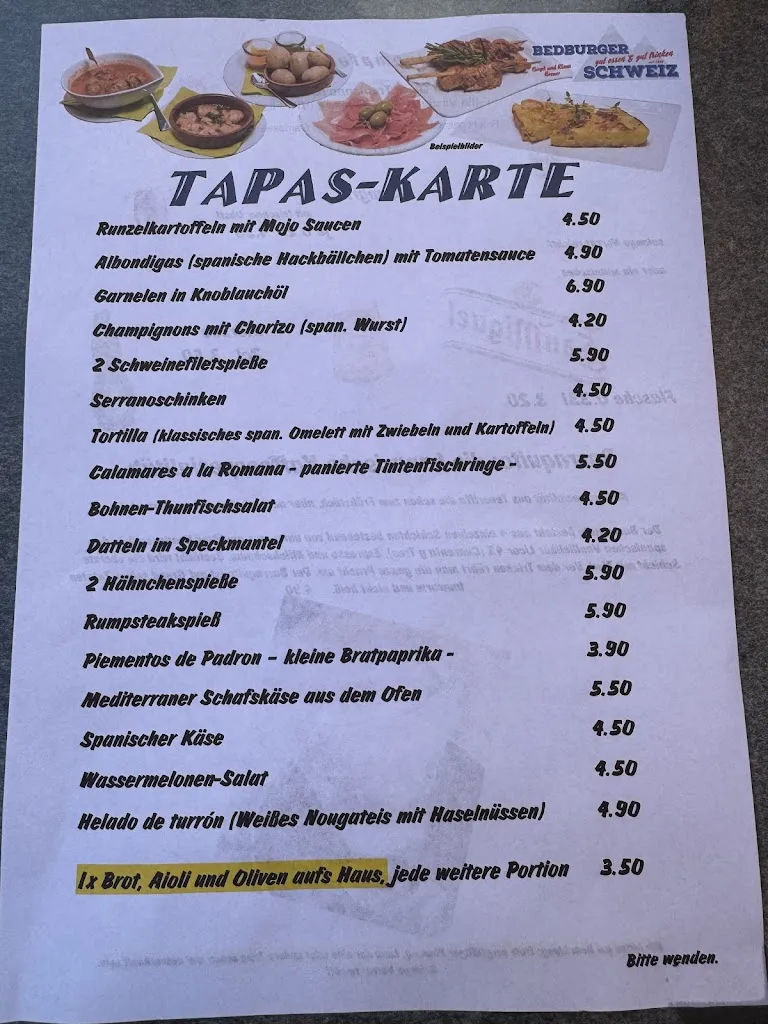 BEDBURGER
gut essen & gut trinken
SCHWEIZ
Beispielbilder
TAPAS-KARTE
Runzelkartoffeln mit Mojo Saucen 4.50
Albondigas (spanische Hackbällchen) mit Tomatensauce 4.90
Garnelen in Knoblauchöl 6.90
Champignons mit Chorizo (span. Wurst) 4.20
2 Schweinefiletspieße 5.90
Serranoschinken 4.50
Tortilla (klassisches span. Omelett mit Zwiebeln und Kartoffeln) 4.50
Calamares a la Romana - panierte Tintenfischringe - 5.50
Bohnen-Thunfischsalat 4.50
Datteln im Speckmantel 4.20
2 Hähnchenspieße 5.90
Rumpsteakspieß 5.90
Piementos de Padron - kleine Bratpaprika - 3.90
Mediterraner Schafskäse aus dem Ofen 5.50
Spanischer Käse 4.50
Wassermelonen-Salat 4.50
Helado de turrón (Weißes Nougateis mit Haselnüssen) 4.90
1x Brot, Aioli und Oliven aufs Haus, jede weitere Portion 3.50
Bitte wenden.